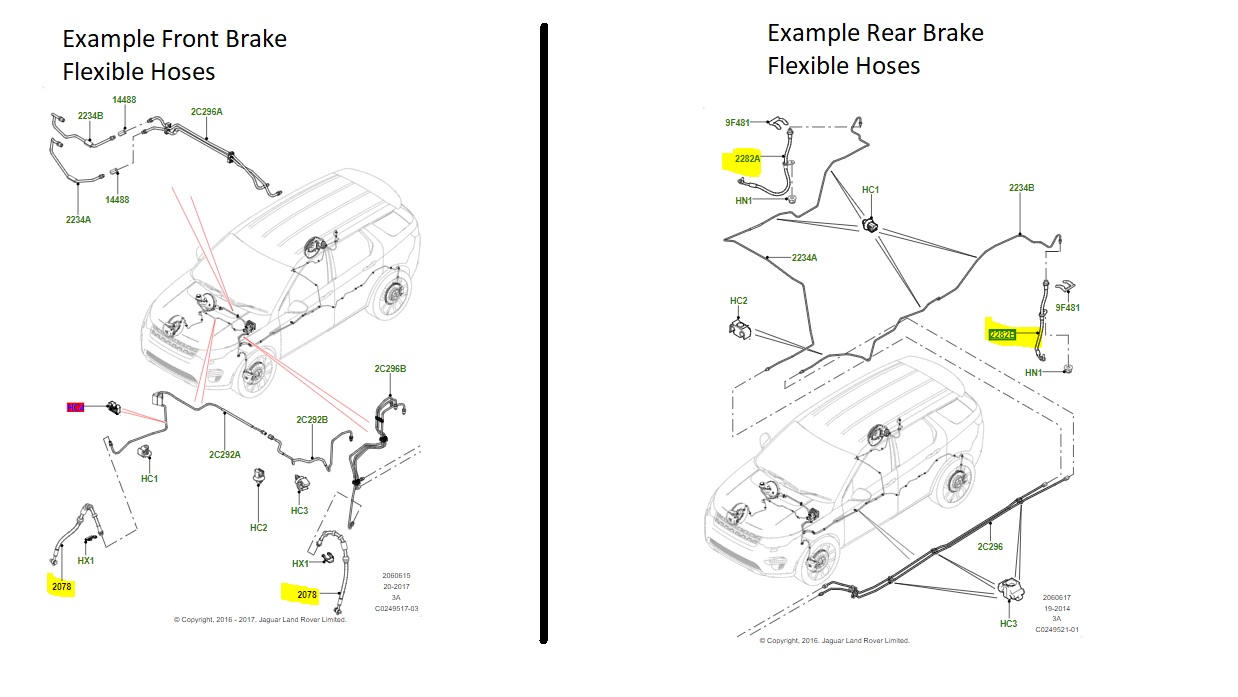 Example Front Brake
Flexible Hoses
14488
2234B
2C296A
14488
2234A
2C296B
HC4
2C292B
2C292A
HC1
HC3
HC2
HX1
HX1
2078
2078
2060615
20-2017
3A
C0249517-03
© Copyright, 2016 - 2017. Jaguar Land Rover Limited.
Example Rear Brake
Flexible Hoses
9F481
2282A
HC1
2234B
HN1
2234A
HC2
9F481
2282B
HN1
2C296
2060617
19-2014
3A
HC3
C0249521-01
© Copyright, 2016. Jaguar Land Rover Limited.